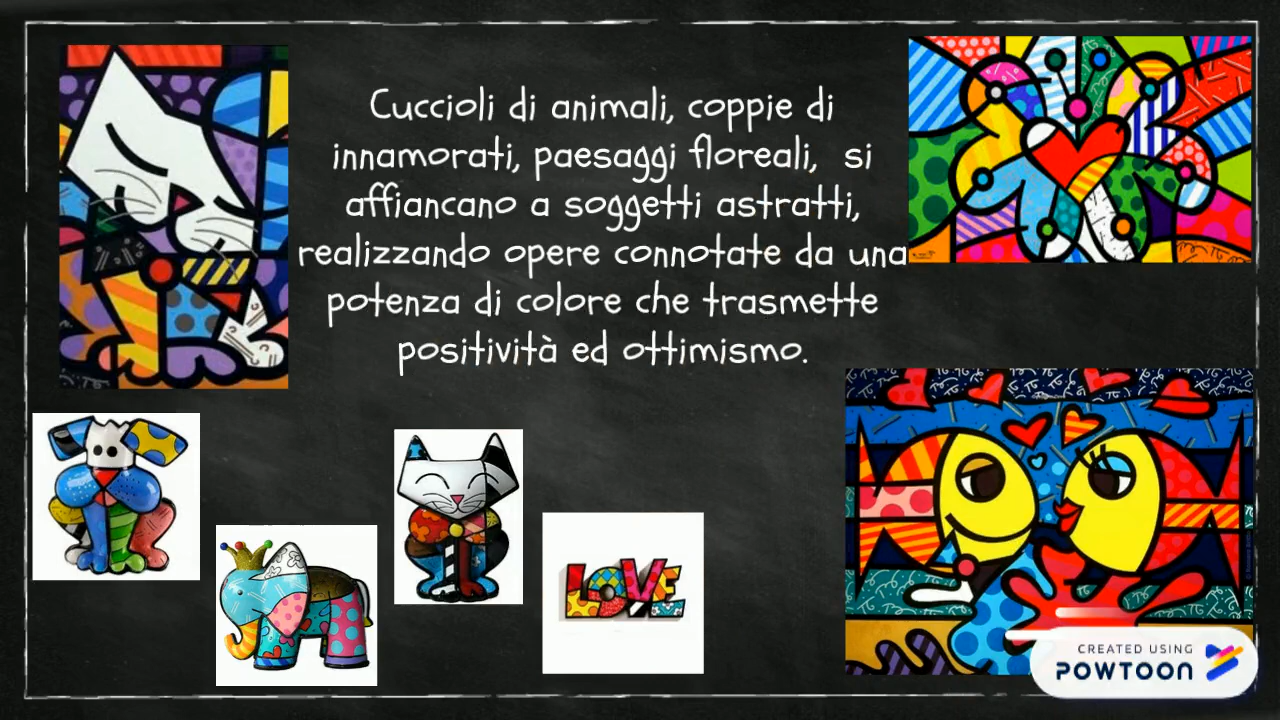 Cuccioli di animali, coppie di
innamorati, paesaggi floreali, si
affiancano a soggetti astratti,
realizzando opere connotate da una
potenza di colore che trasmette
positività ed ottimismo.
LOVE
CREATED USING
POWTOON